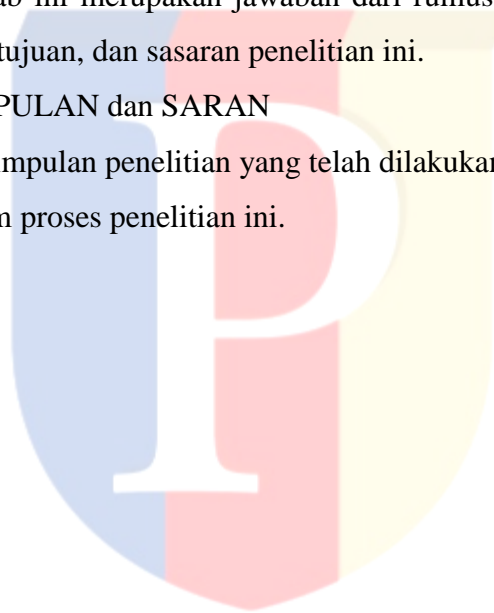 ab ini merupakan jawaban dari rumus
tujuan, dan sasaran penelitian ini.
PULAN dan SARAN
impulan penelitian yang telah dilakukan
proses penelitian ini.
P